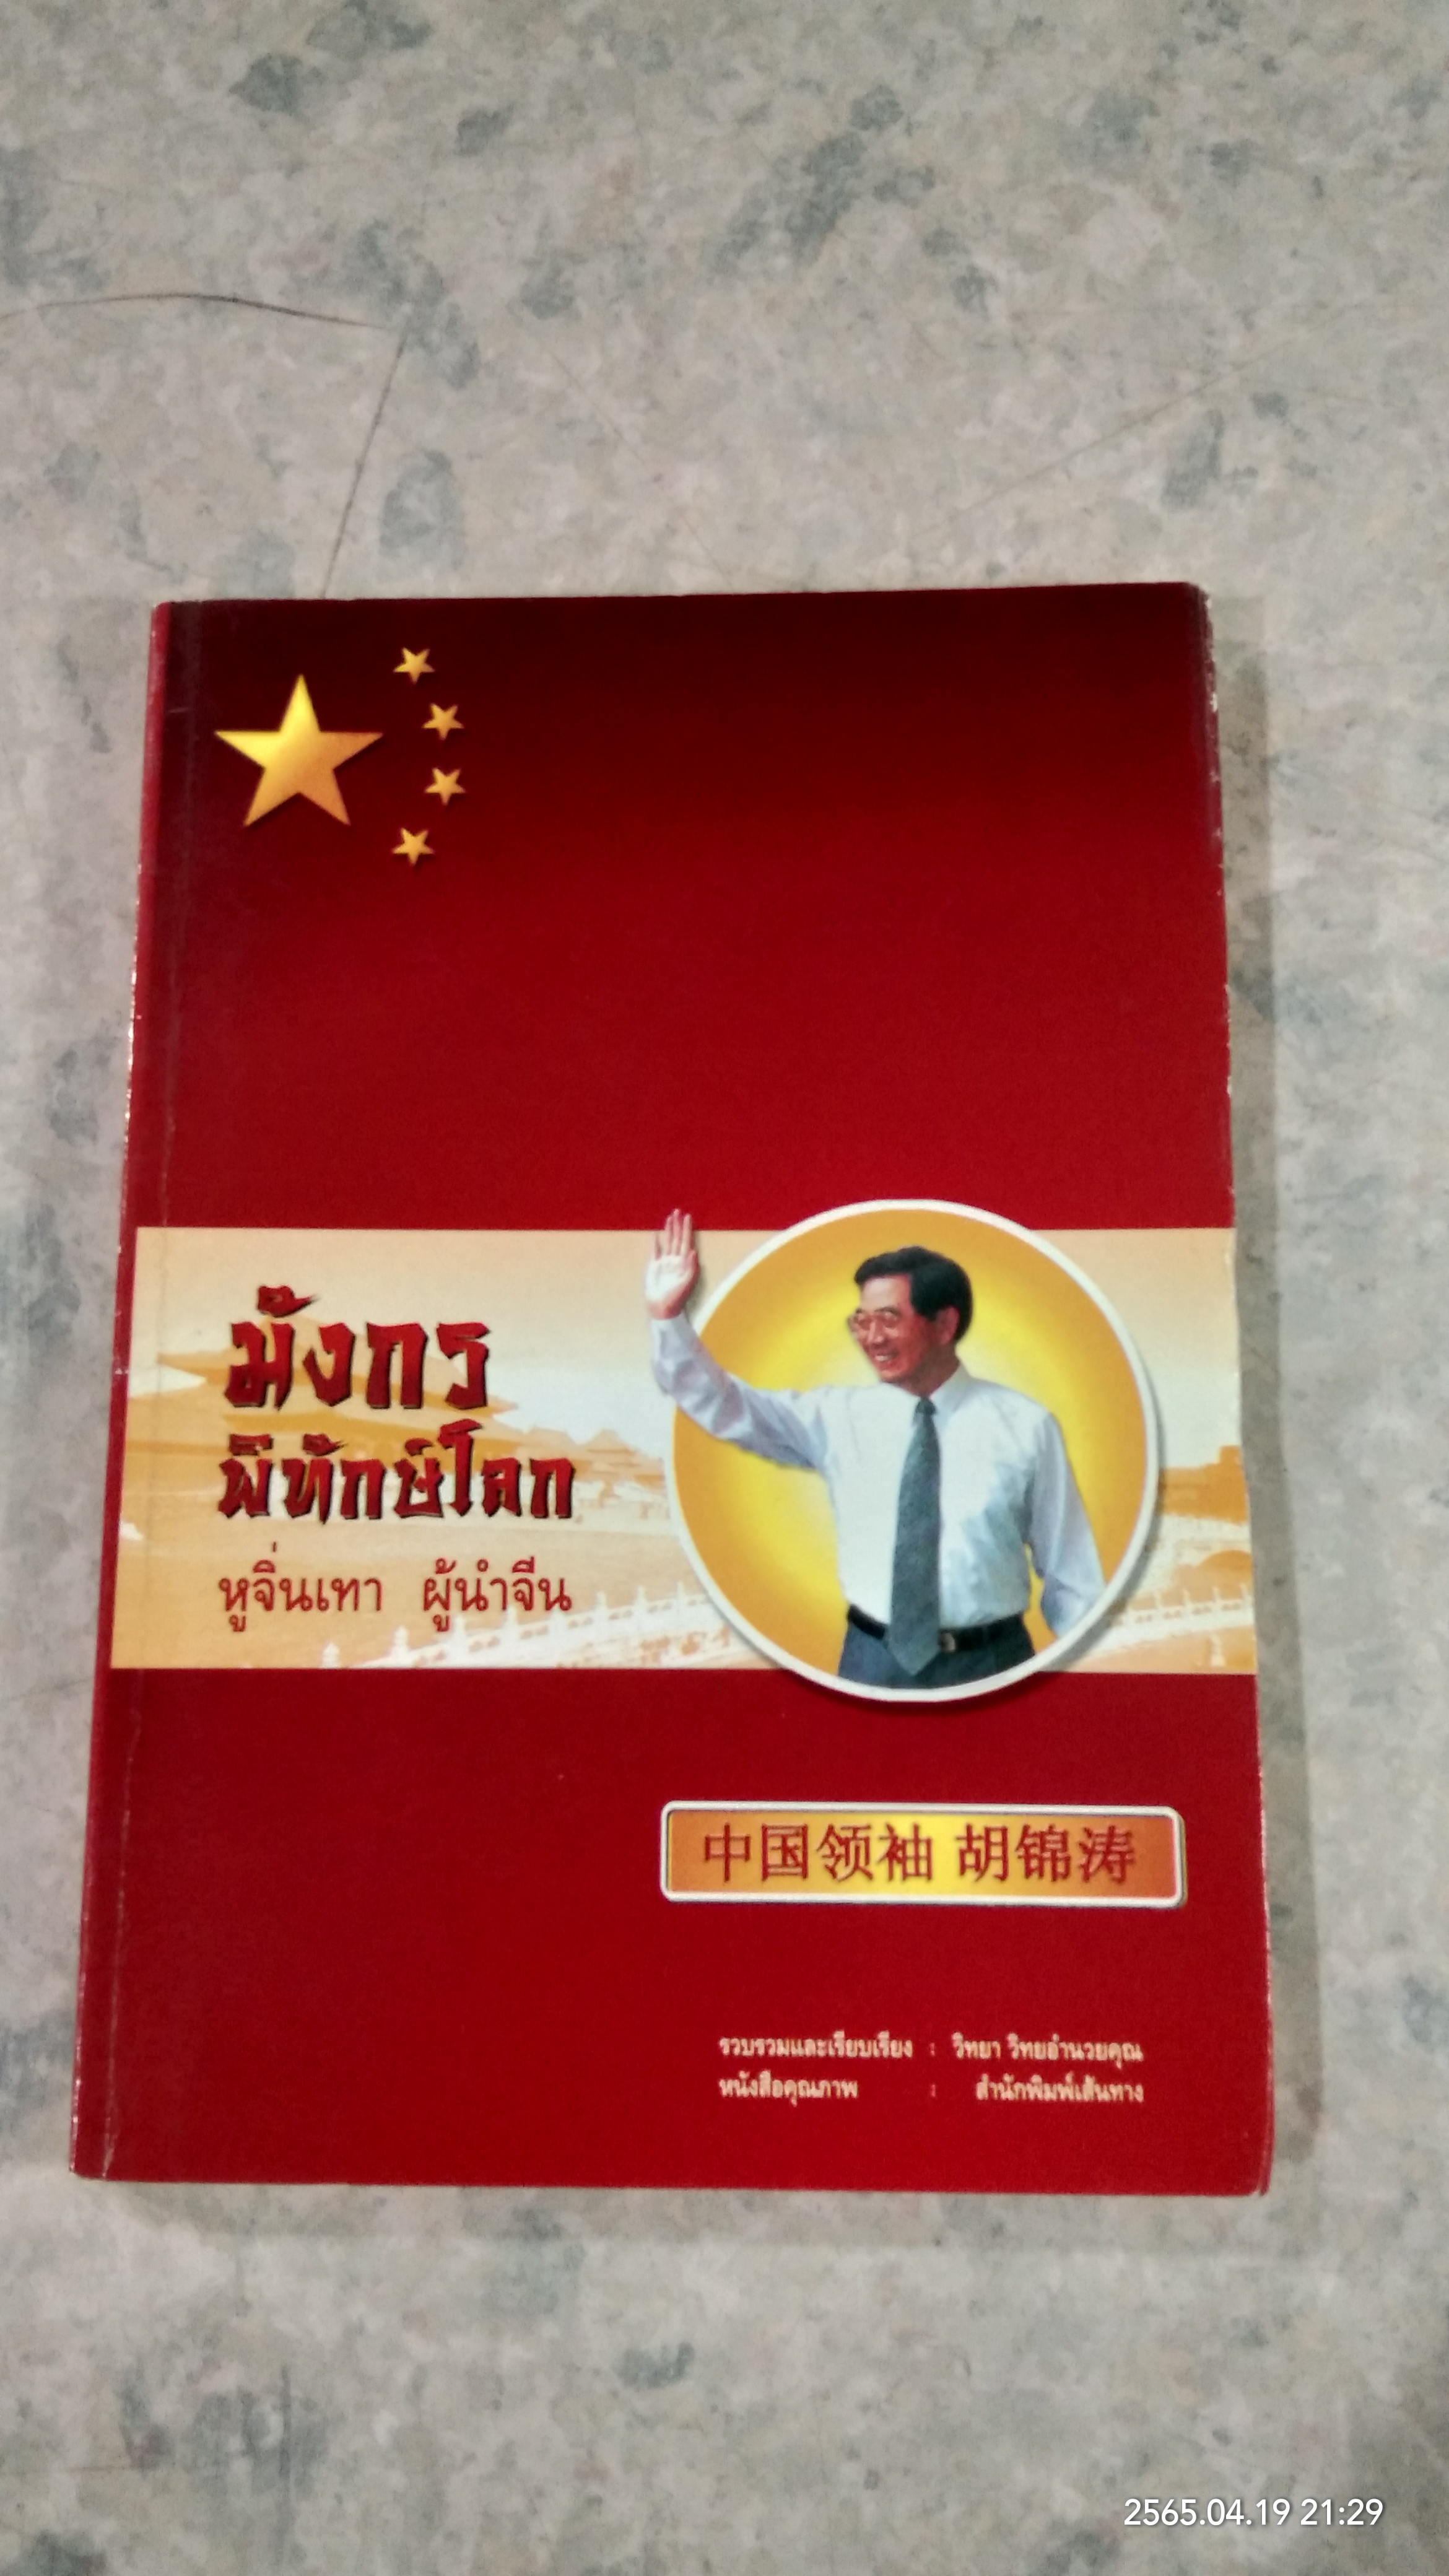 มังกร
พิทักษ์โลก
หูจิ่นเทา ผู้นำจีน
中国领袖 胡锦涛
รวบรวมและเรียบเรียง : วิทยา วิทยอำนวยคุณ
หนังสือคุณภาพ : สำนักพิมพ์เส้นทาง
2565.04.19 21:29